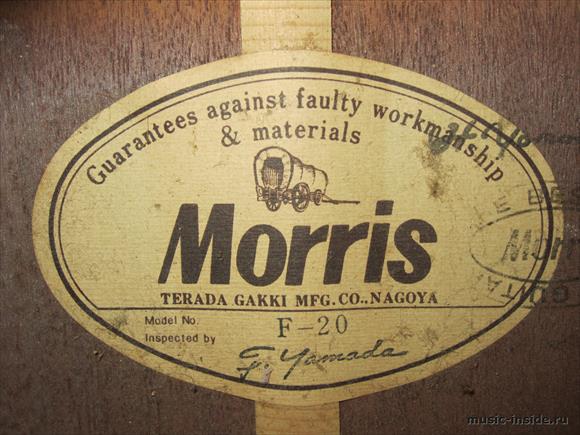 Guarantees against faulty workmanship
& materials
Morris
TERADA GAKKI MFG.CO., NAGOYA
Model No. F-20
Inspected by Yamada
music-inside.ru